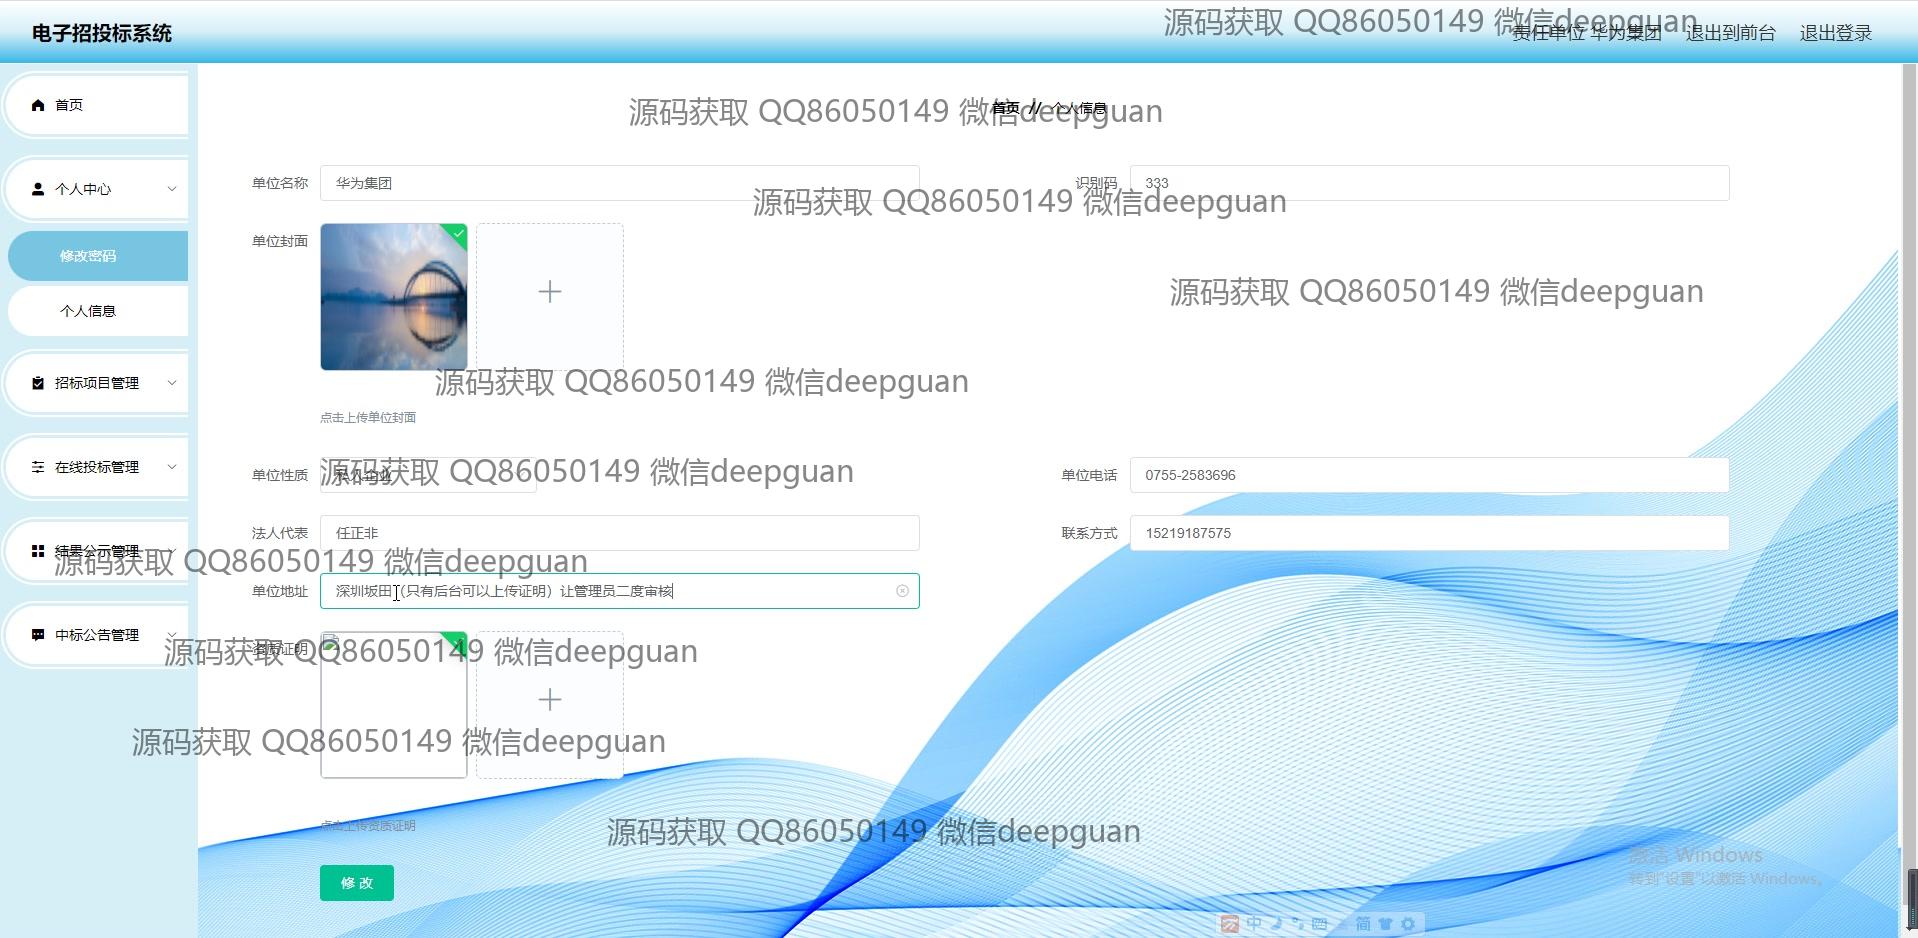 电子招投标系统
源码获取 QQ86050149 微信deepguan
责任单位 华为集团
退出到前台
退出登录
首页
源码获取 QQ86050149 微信deepguan
首页 // 个人信息
个人中心
单位名称
华为集团
识别码
333
源码获取 QQ86050149 微信deepguan
修改密码
单位封面
个人信息
源码获取 QQ86050149 微信deepguan
招标项目管理
源码获取 QQ86050149 微信deepguan
点击上传单位封面
在线投标管理
单位性质
私人企业
源码获取 QQ86050149 微信deepguan
单位电话
0755-2583696
法人代表
任正非
联系方式
15219187575
结果公示管理
源码获取 QQ86050149 微信deepguan
单位地址
深圳坂田（只有后台可以上传证明）让管理员二度审核
中标公告管理
资质证明
源码获取 QQ86050149 微信deepguan
源码获取 QQ86050149 微信deepguan
点击上传资质证明
源码获取 QQ86050149 微信deepguan
激活 Windows
转到"设置"以激活 Windows。
修 改
中
简